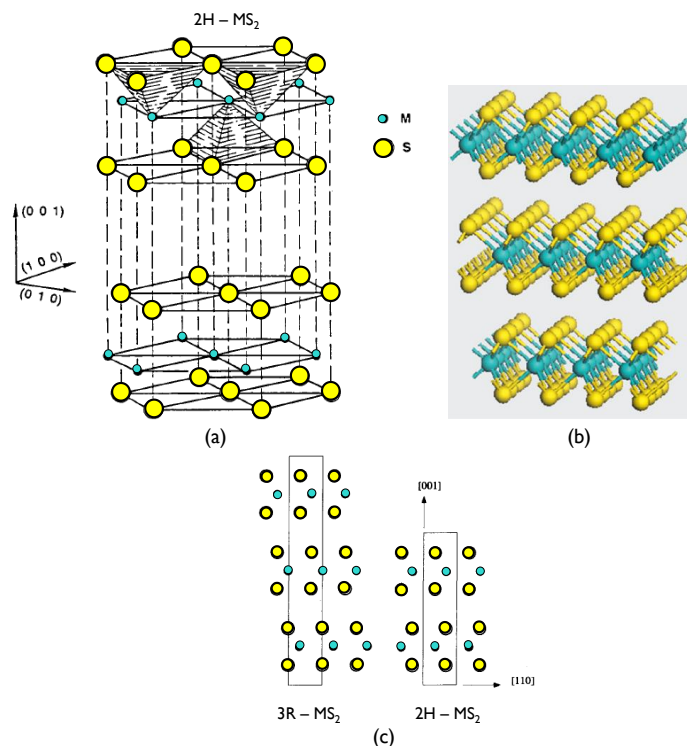 2H – MS₂
M
S
(0 0 1)
(1 0 0)
(0 1 0)
(a)
(b)
[001]
[110]
3R – MS₂
2H – MS₂
(c)